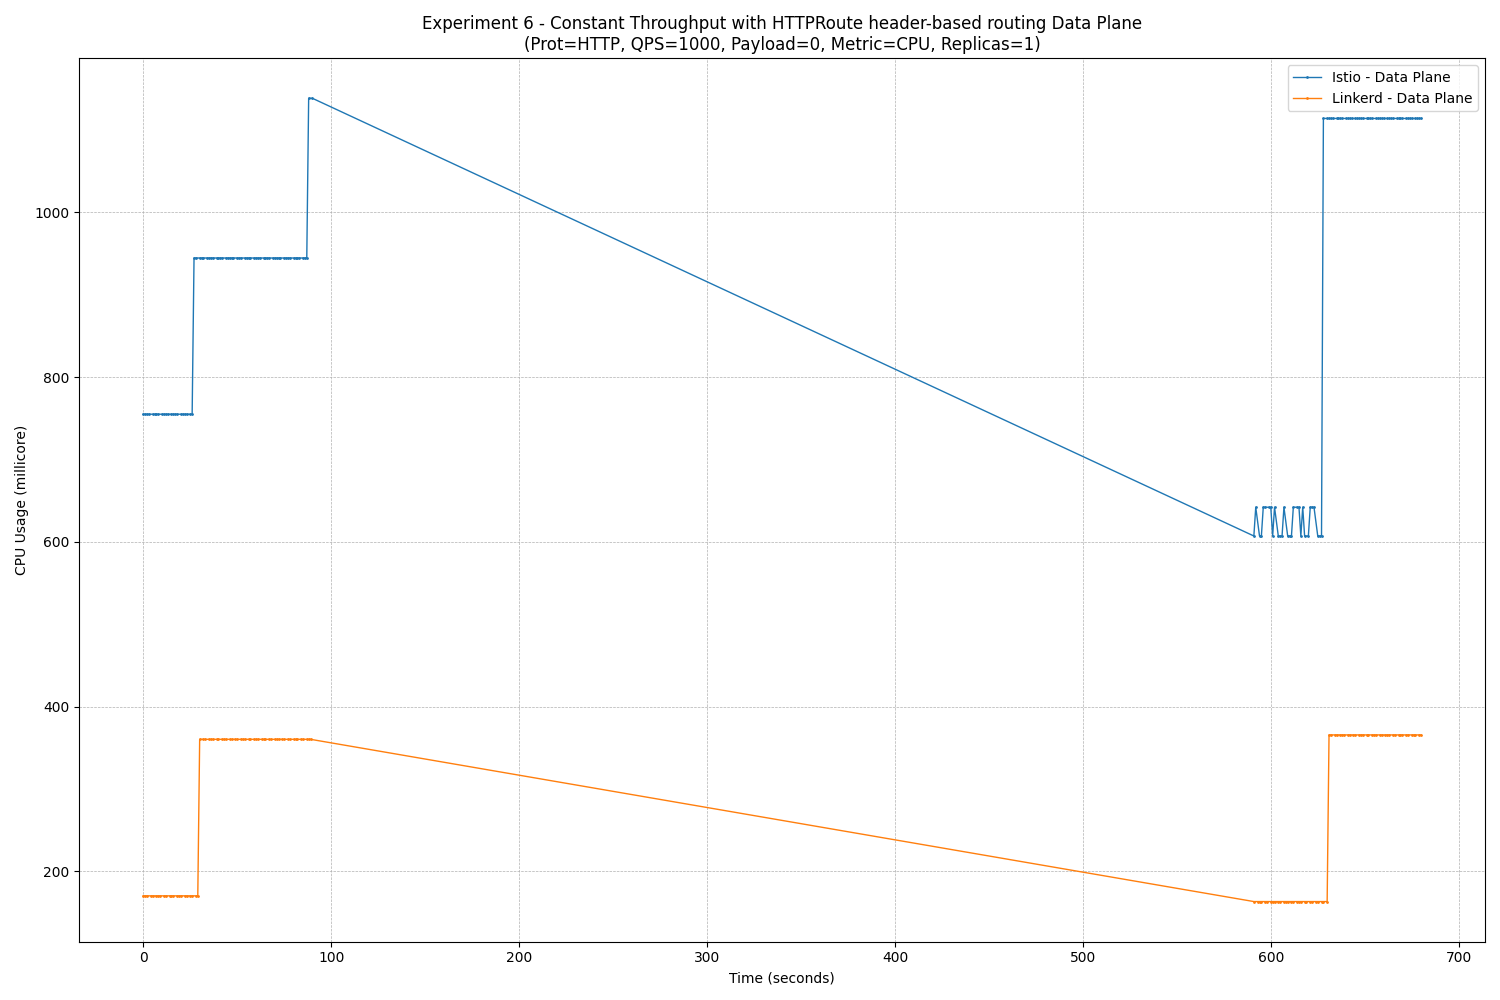 Experiment 6 - Constant Throughput with HTTPRoute header-based routing Data Plane
(Prot=HTTP, QPS=1000, Payload=0, Metric=CPU, Replicas=1)
Istio - Data Plane
Linkerd - Data Plane
CPU Usage (millicore)
1000
800
600
400
200
0
100
200
300
400
500
600
700
Time (seconds)